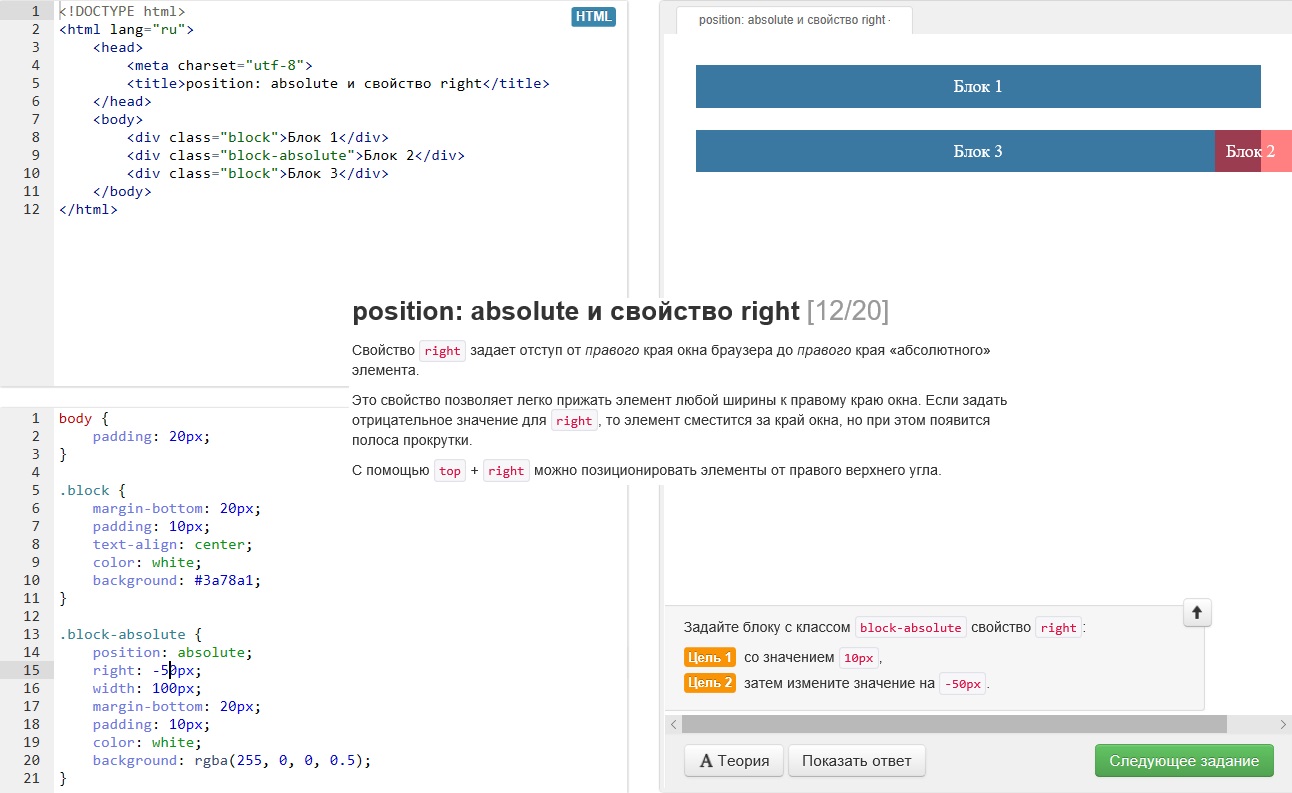 1 <!DOCTYPE html>
HTML
2 <html lang="ru">
3     <head>
4         <meta charset="utf-8">
5         <title>position: absolute и свойство right</title>
6     </head>
7     <body>
8         <div class="block">Блок 1</div>
9         <div class="block-absolute">Блок 2</div>
10         <div class="block">Блок 3</div>
11     </body>
12 </html>
position: absolute и свойство right -
Блок 1
Блок 3 Блок 2
position: absolute и свойство right [12/20]
Свойство right задает отступ от правого края окна браузера до правого края «абсолютного»
элемента.
Это свойство позволяет легко прижать элемент любой ширины к правому краю окна. Если задать
отрицательное значение для right, то элемент сместится за край окна, но при этом появится
полоса прокрутки.
С помощью top + right можно позиционировать элементы от правого верхнего угла.
1 body {
2     padding: 20px;
3 }
4
5 .block {
6     margin-bottom: 20px;
7     padding: 10px;
8     text-align: center;
9     color: white;
10     background: #3a78a1;
11 }
12
13 .block-absolute {
14     position: absolute;
15     right: -50px;
16     width: 100px;
17     margin-bottom: 20px;
18     padding: 10px;
19     color: white;
20     background: rgba(255, 0, 0, 0.5);
21 }
Задайте блоку с классом block-absolute свойство right:
Цель 1 со значением 10px,
Цель 2 затем измените значение на -50px.
A Теория Показать ответ Следующее задание